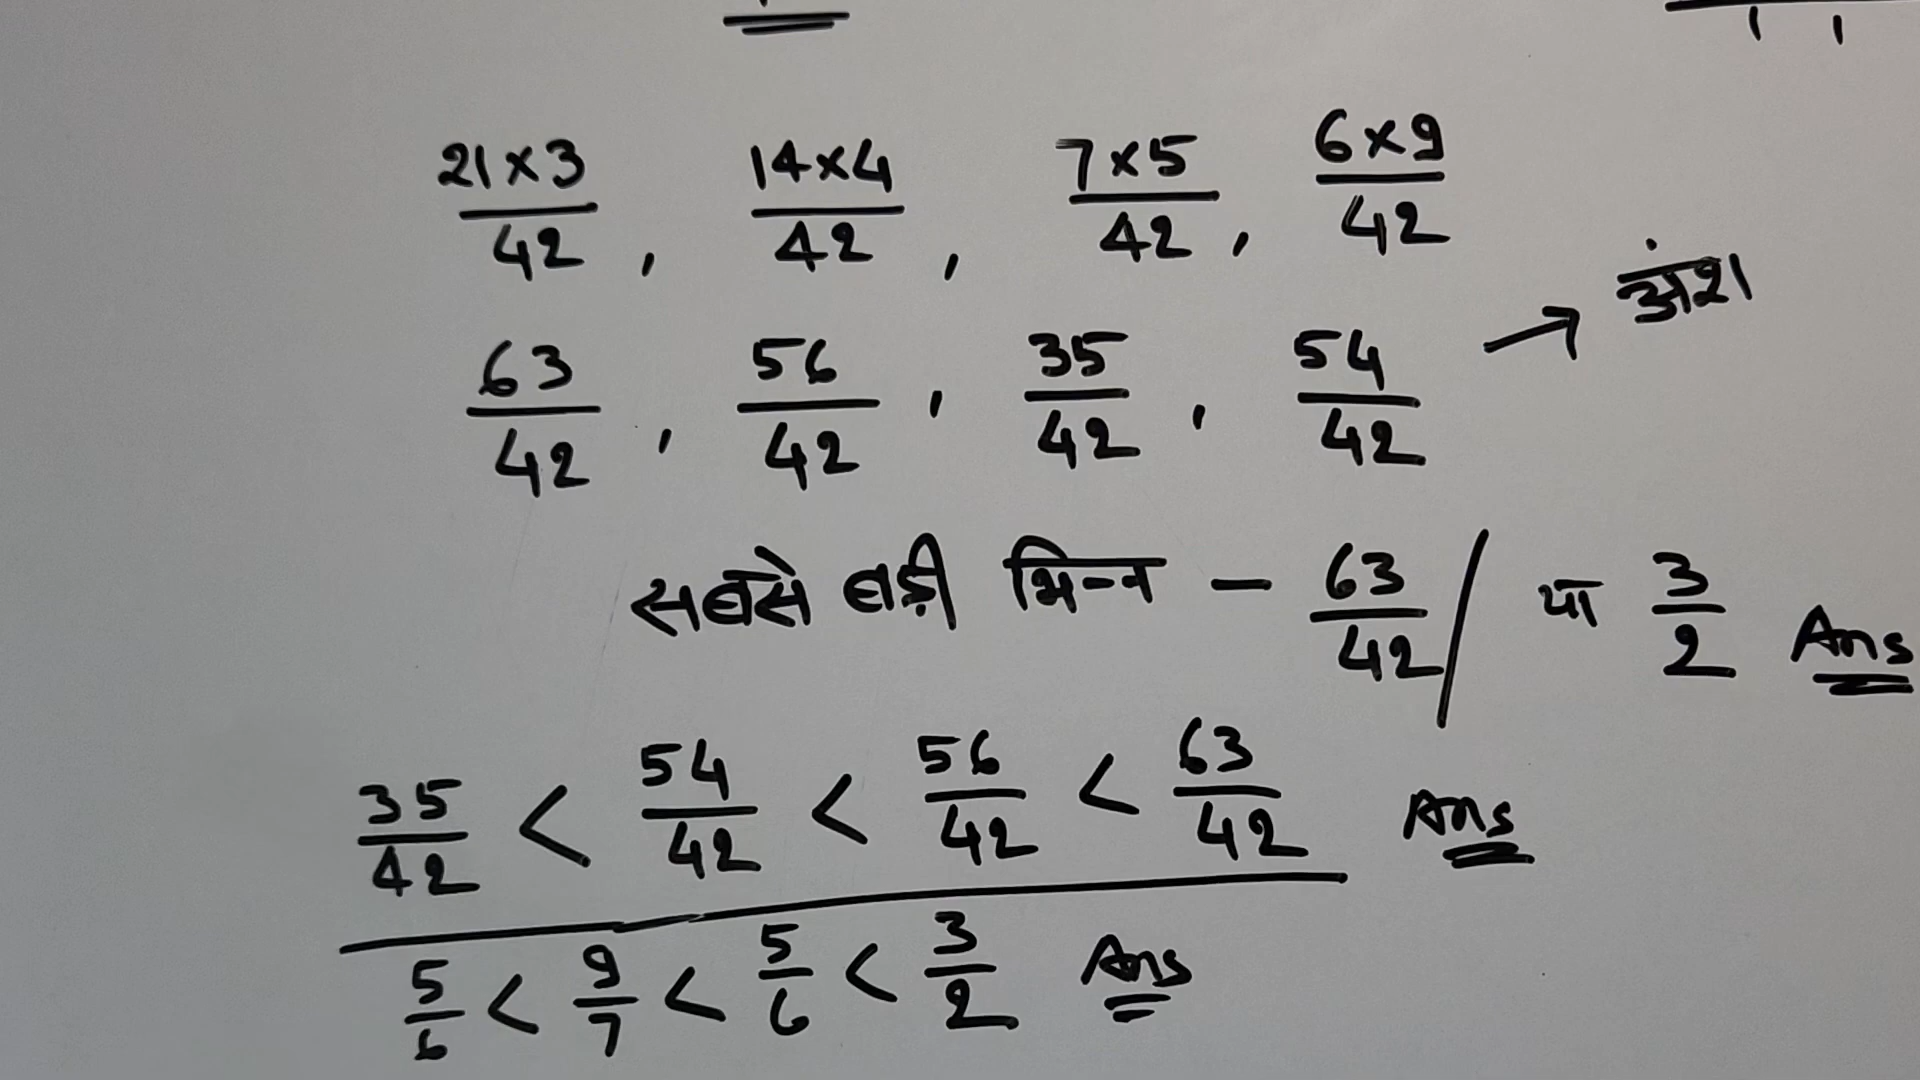 21×3/42 , 14×4/42 , 7×5/42 , 6×9/42
63/42 , 56/42 , 35/42 , 54/42 → अंश
सबसे बड़ी भिन्न – 63/42 / या 3/2 Ans
35/42 < 54/42 < 56/42 < 63/42 Ans
5/6 < 9/7 < 5/6 < 3/2 Ans